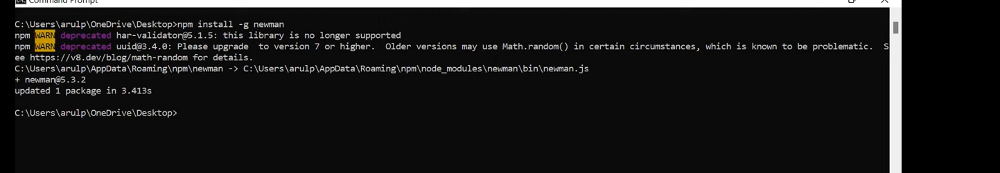 Command Prompt
C:\Users\arulp\OneDrive\Desktop>npm install -g newman
npm WARN deprecated har-validator@5.1.5: this library is no longer supported
npm WARN deprecated uuid@3.4.0: Please upgrade  to version 7 or higher.  Older versions may use Math.random() in certain circumstances, which is known to be problematic.  S
ee https://v8.dev/blog/math-random for details.
C:\Users\arulp\AppData\Roaming\npm\newman -> C:\Users\arulp\AppData\Roaming\npm\node_modules\newman\bin\newman.js
+ newman@5.3.2
updated 1 package in 3.413s
C:\Users\arulp\OneDrive\Desktop>